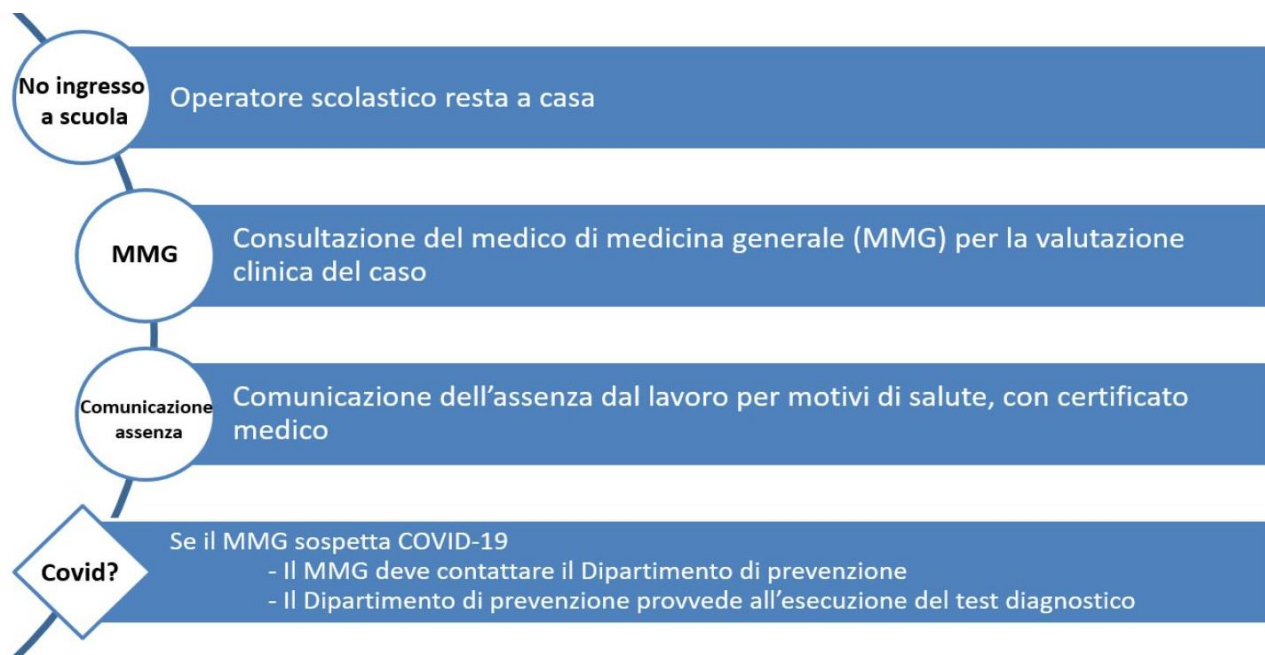 No ingresso
a scuola
Operatore scolastico resta a casa
MMG
Consultazione del medico di medicina generale (MMG) per la valutazione
clinica del caso
Comunicazione
assenza
Comunicazione dell’assenza dal lavoro per motivi di salute, con certificato
medico
Covid?
Se il MMG sospetta COVID-19
- Il MMG deve contattare il Dipartimento di prevenzione
- Il Dipartimento di prevenzione provvede all’esecuzione del test diagnostico